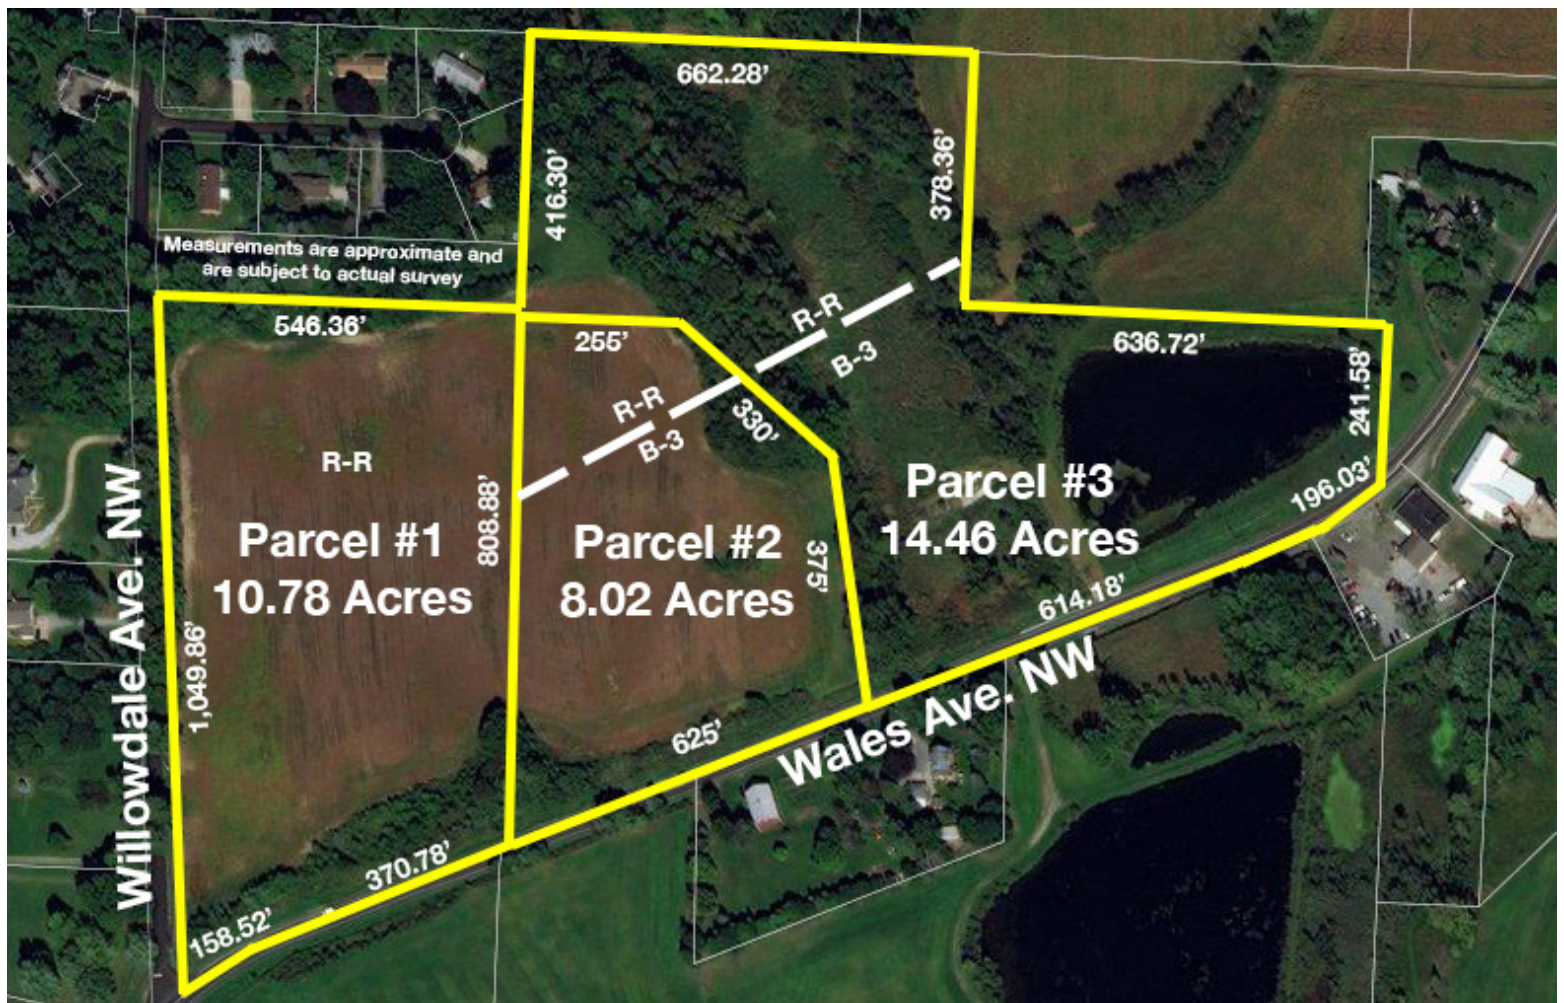 662.28’
416.30’
378.36’
Measurements are approximate and
are subject to actual survey
546.36’
255’
R-R
B-3
636.72’
241.58’
R-R
B-3
330’
R-R
Parcel #1
10.78 Acres
808.88’
Parcel #2
8.02 Acres
375’
Parcel #3
14.46 Acres
196.03’
614.18’
Willowdale Ave. NW
1,049.86’
625’
Wales Ave. NW
370.78’
158.52’